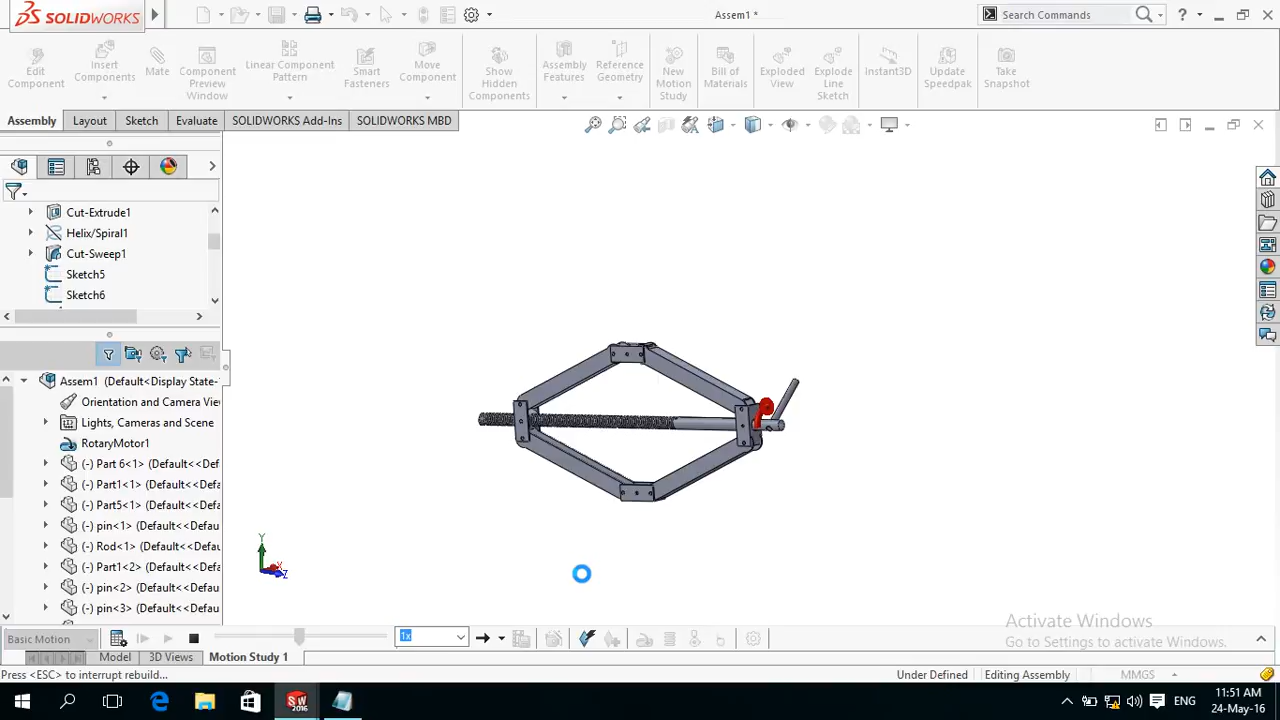 SOLIDWORKS
Assem1 *
Search Commands
Edit Component
Insert Components
Mate
Component Preview Window
Linear Component Pattern
Smart Fasteners
Move Component
Show Hidden Components
Assembly Features
Reference Geometry
New Motion Study
Bill of Materials
Exploded View
Explode Line Sketch
Instant3D
Update Speedpak
Take Snapshot
Assembly
Layout
Sketch
Evaluate
SOLIDWORKS Add-Ins
SOLIDWORKS MBD
Cut-Extrude1
Helix/Spiral1
Cut-Sweep1
Sketch5
Sketch6
Assem1 (Default<Display State-
Orientation and Camera View
Lights, Cameras and Scene
RotaryMotor1
(-) Part 6<1> (Default<<Def
(-) Part1<1> (Default<<Defau
(-) Part5<1> (Default<<Defau
(-) pin<1> (Default<<Defaul
(-) Rod<1> (Default<<Defau
(-) Part1<2> (Default<<Defau
(-) pin<2> (Default<<Defaul
(-) pin<3> (Default<<Defaul
Y
X
Z
Activate Windows
Go to Settings to activate Windows.
Basic Motion
1x
Model
3D Views
Motion Study 1
Press <ESC> to interrupt rebuild...
Under Defined
Editing Assembly
MMGS
SW
2016
ENG
11:51 AM
24-May-16